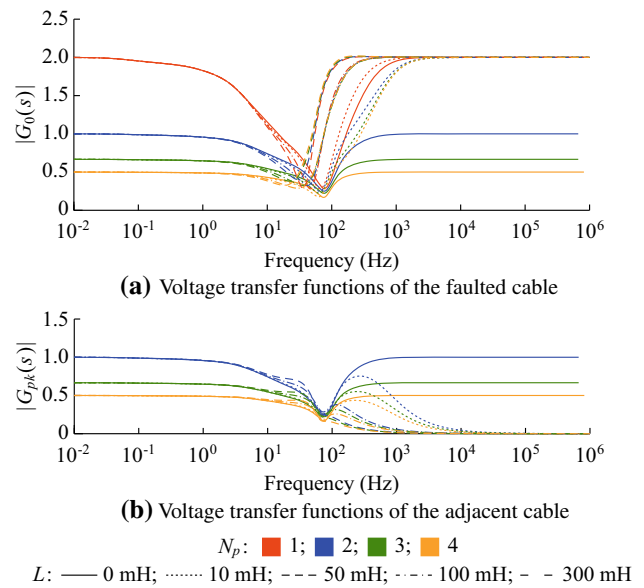 |G0(s)|
2.5
2.0
1.5
1.0
0.5
0
10⁻² 10⁻¹ 10⁰ 10¹ 10² 10³ 10⁴ 10⁵ 10⁶
Frequency (Hz)
(a) Voltage transfer functions of the faulted cable
|Gpk(s)|
1.5
1.0
0.5
0
10⁻² 10⁻¹ 10⁰ 10¹ 10² 10³ 10⁴ 10⁵ 10⁶
Frequency (Hz)
(b) Voltage transfer functions of the adjacent cable
Np: 1; 2; 3; 4
L: 0 mH; 10 mH; 50 mH; 100 mH; 300 mH